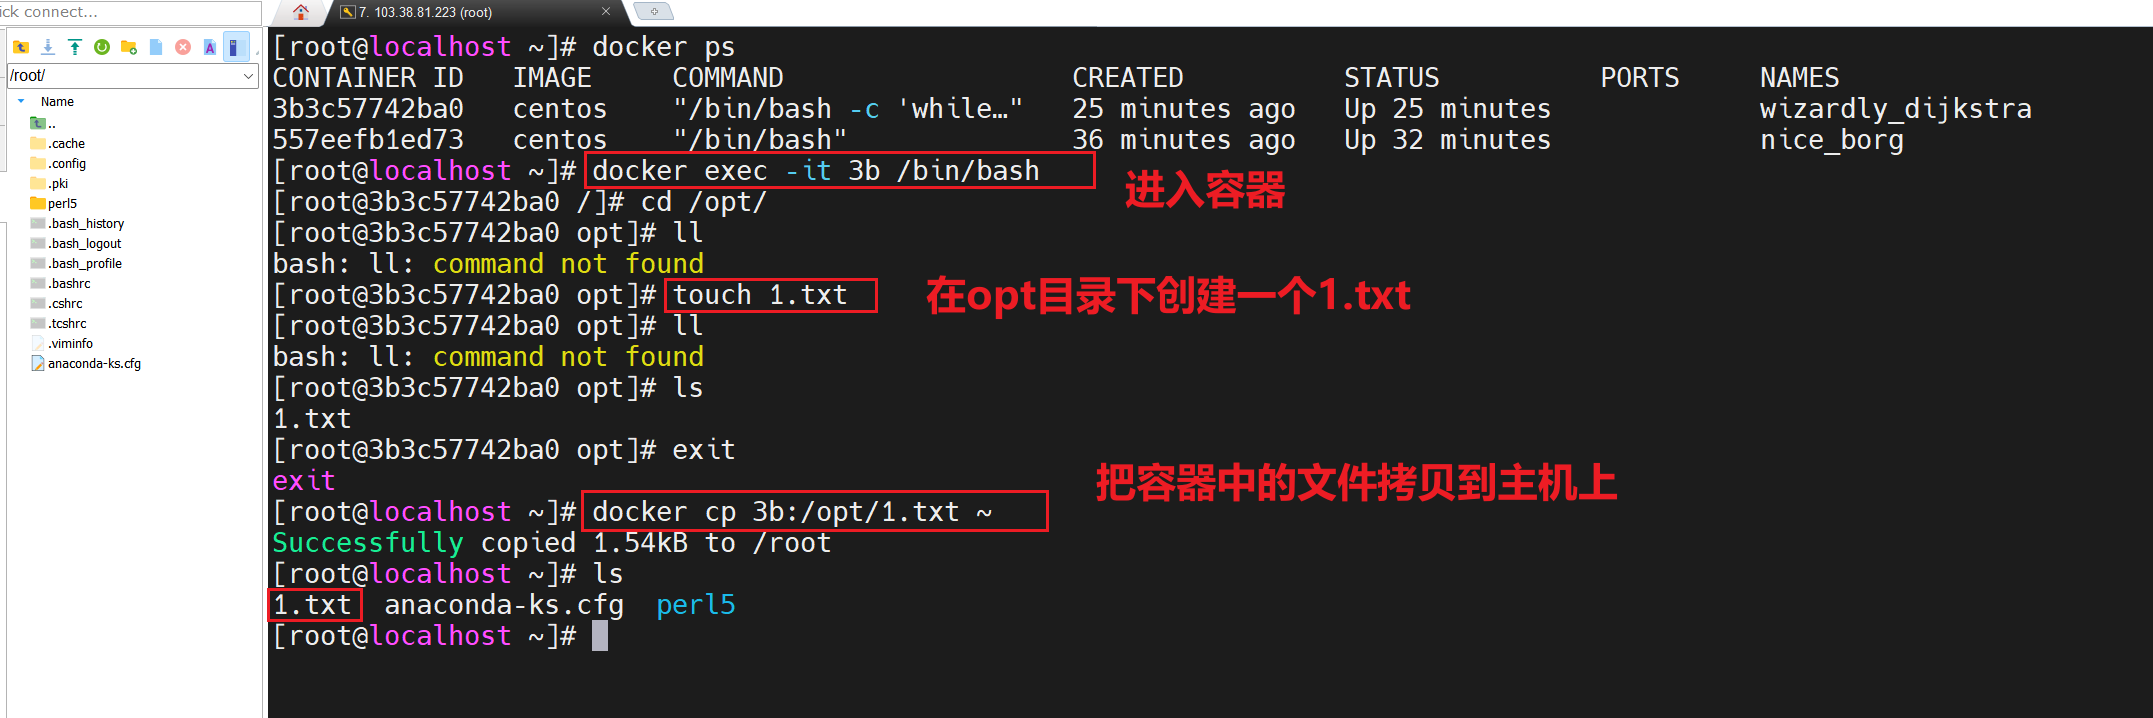 ick connect...
7. 103.38.81.223 (root)
/root/
Name
..
.cache
.config
.pki
perl5
.bash_history
.bash_logout
.bash_profile
.bashrc
.cshrc
.tcshrc
.viminfo
anaconda-ks.cfg
[root@localhost ~]# docker ps
CONTAINER ID IMAGE COMMAND CREATED STATUS PORTS NAMES
3b3c57742ba0 centos "/bin/bash -c 'while…" 25 minutes ago Up 25 minutes wizardly_dijkstra
557eefb1ed73 centos "/bin/bash" 36 minutes ago Up 32 minutes nice_borg
[root@localhost ~]# docker exec -it 3b /bin/bash
进入容器
[root@3b3c57742ba0 /]# cd /opt/
[root@3b3c57742ba0 opt]# ll
bash: ll: command not found
[root@3b3c57742ba0 opt]# touch 1.txt
在opt目录下创建一个1.txt
[root@3b3c57742ba0 opt]# ll
bash: ll: command not found
[root@3b3c57742ba0 opt]# ls
1.txt
[root@3b3c57742ba0 opt]# exit
exit
把容器中的文件拷贝到主机上
[root@localhost ~]# docker cp 3b:/opt/1.txt ~
Successfully copied 1.54kB to /root
[root@localhost ~]# ls
1.txt anaconda-ks.cfg perl5
[root@localhost ~]#